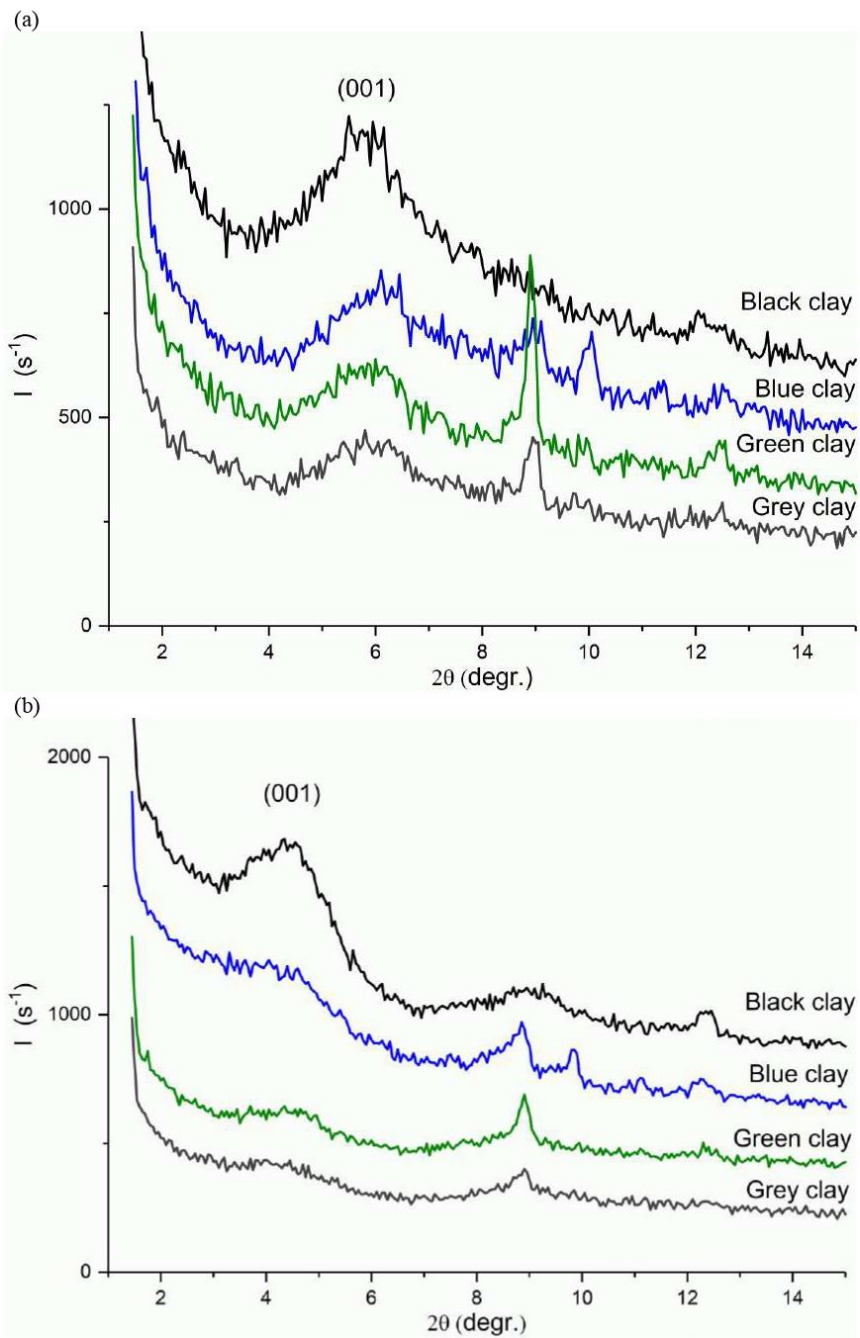 (a)
(001)
1000
Black clay
I (s⁻¹)
Blue clay
500
Green clay
Grey clay
0
2 4 6 8 10 12 14
2θ (degr.)
(b)
2000
(001)
I (s⁻¹)
1000
Black clay
Blue clay
Green clay
Grey clay
0
2 4 6 8 10 12 14
2θ (degr.)